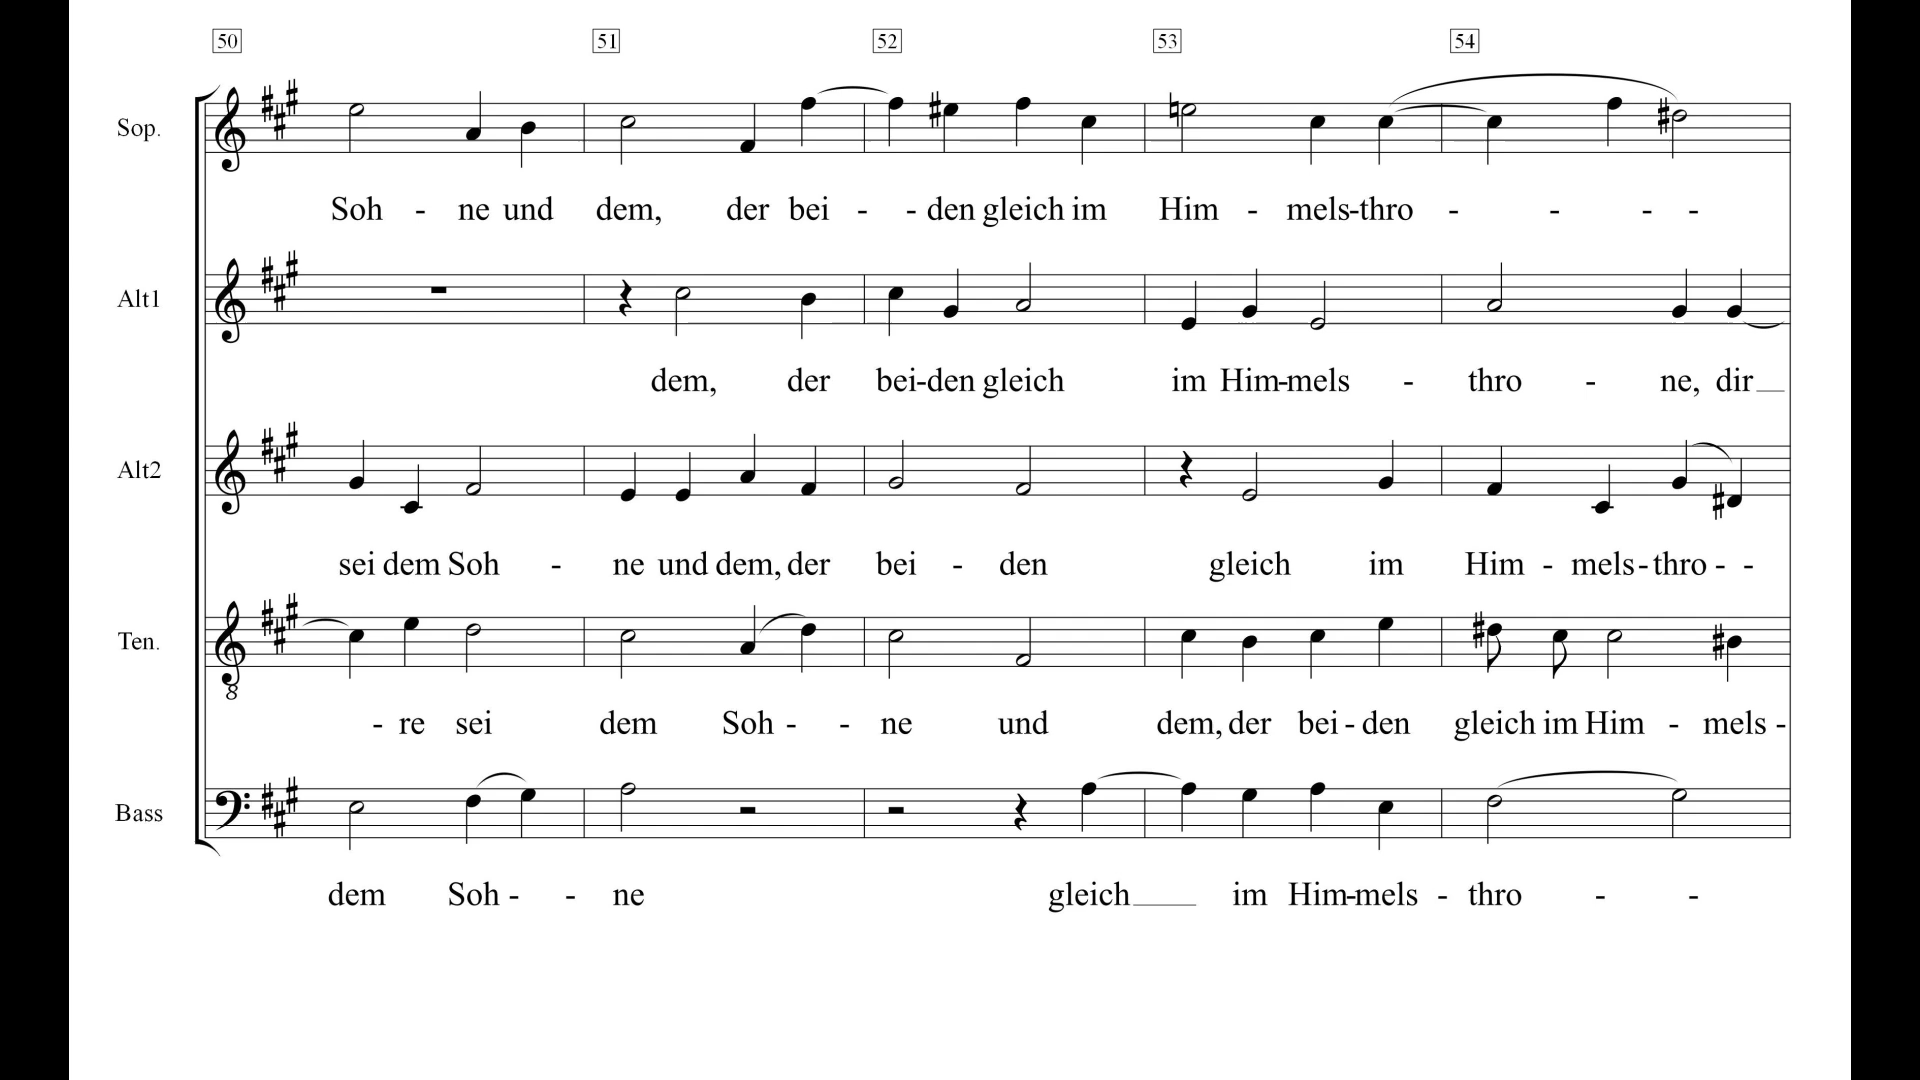 50 51 52 53 54
Sop.
Soh - ne und dem, der bei - - den gleich im Him - mels-thro - - - -
Alt1
dem, der bei-den gleich im Him-mels - thro - ne, dir
Alt2
sei dem Soh - ne und dem, der bei - den gleich im Him - mels-thro - -
Ten.
8
- re sei dem Soh - - ne und dem, der bei - den gleich im Him - mels -
Bass
dem Soh - - ne gleich im Him-mels - thro - -